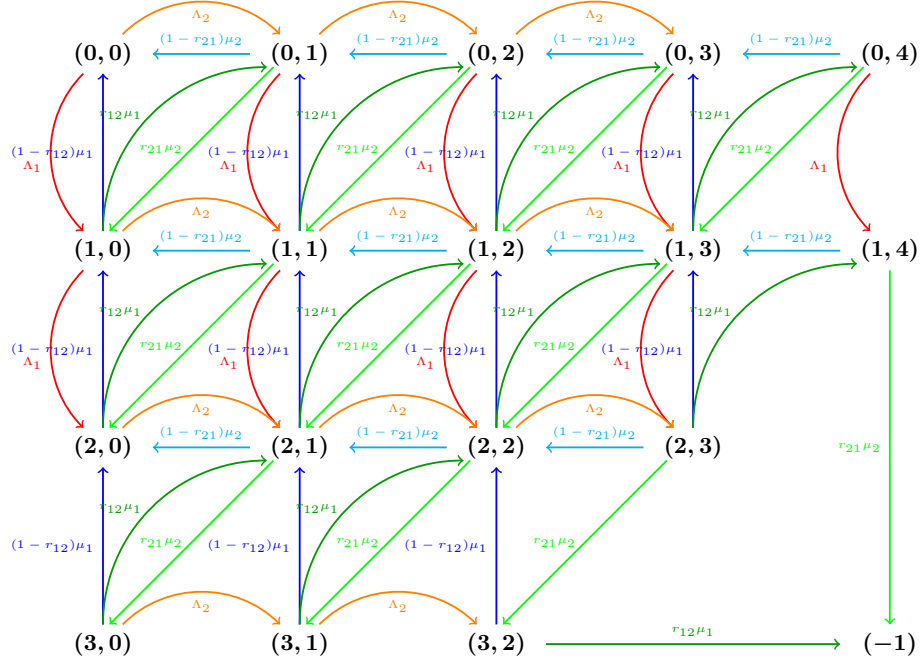 Λ₂ Λ₂ Λ₂
(0, 0) (1 − r₂₁)μ₂ (0, 1) (1 − r₂₁)μ₂ (0, 2) (1 − r₂₁)μ₂ (0, 3) (1 − r₂₁)μ₂ (0, 4)
r₁₂μ₁ r₁₂μ₁ r₁₂μ₁ r₁₂μ₁
(1 − r₁₂)μ₁ r₂₁μ₂ (1 − r₁₂)μ₁ r₂₁μ₂ (1 − r₁₂)μ₁ r₂₁μ₂ (1 − r₁₂)μ₁ r₂₁μ₂
Λ₁ Λ₁ Λ₁ Λ₁ Λ₁
Λ₂ Λ₂ Λ₂
(1, 0) (1 − r₂₁)μ₂ (1, 1) (1 − r₂₁)μ₂ (1, 2) (1 − r₂₁)μ₂ (1, 3) (1 − r₂₁)μ₂ (1, 4)
r₁₂μ₁ r₁₂μ₁ r₁₂μ₁ r₁₂μ₁
(1 − r₁₂)μ₁ r₂₁μ₂ (1 − r₁₂)μ₁ r₂₁μ₂ (1 − r₁₂)μ₁ r₂₁μ₂ (1 − r₁₂)μ₁
Λ₁ Λ₁ Λ₁ Λ₁
Λ₂ Λ₂ Λ₂
(2, 0) (1 − r₂₁)μ₂ (2, 1) (1 − r₂₁)μ₂ (2, 2) (1 − r₂₁)μ₂ (2, 3) r₂₁μ₂
r₁₂μ₁ r₁₂μ₁
(1 − r₁₂)μ₁ r₂₁μ₂ (1 − r₁₂)μ₁ r₂₁μ₂ (1 − r₁₂)μ₁ r₂₁μ₂
Λ₂ Λ₂
(3, 0) (3, 1) (3, 2) r₁₂μ₁ (−1)